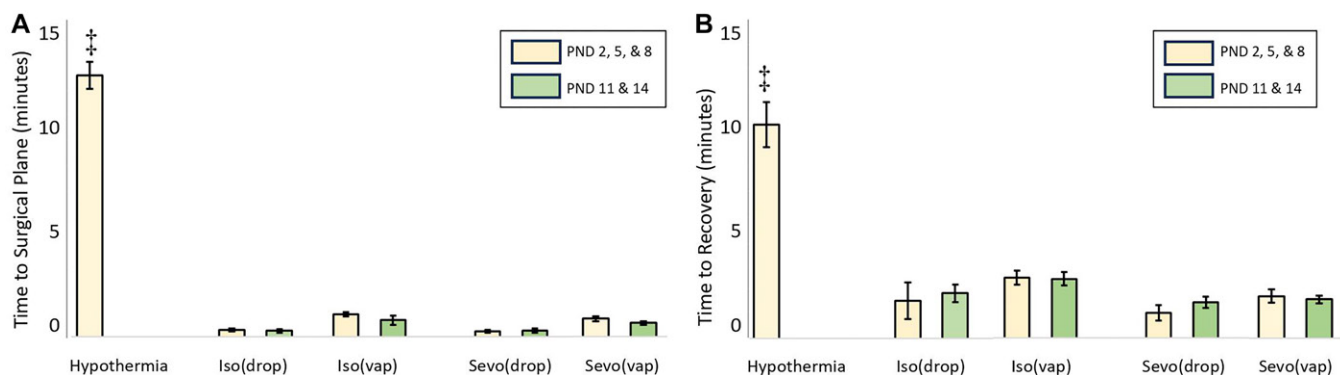 A
Time to Surgical Plane (minutes)
15
10
5
0
‡
PND 2, 5, & 8
PND 11 & 14
Hypothermia
Iso(drop)
Iso(vap)
Sevo(drop)
Sevo(vap)
B
Time to Recovery (minutes)
15
10
5
0
‡
PND 2, 5, & 8
PND 11 & 14
Hypothermia
Iso(drop)
Iso(vap)
Sevo(drop)
Sevo(vap)